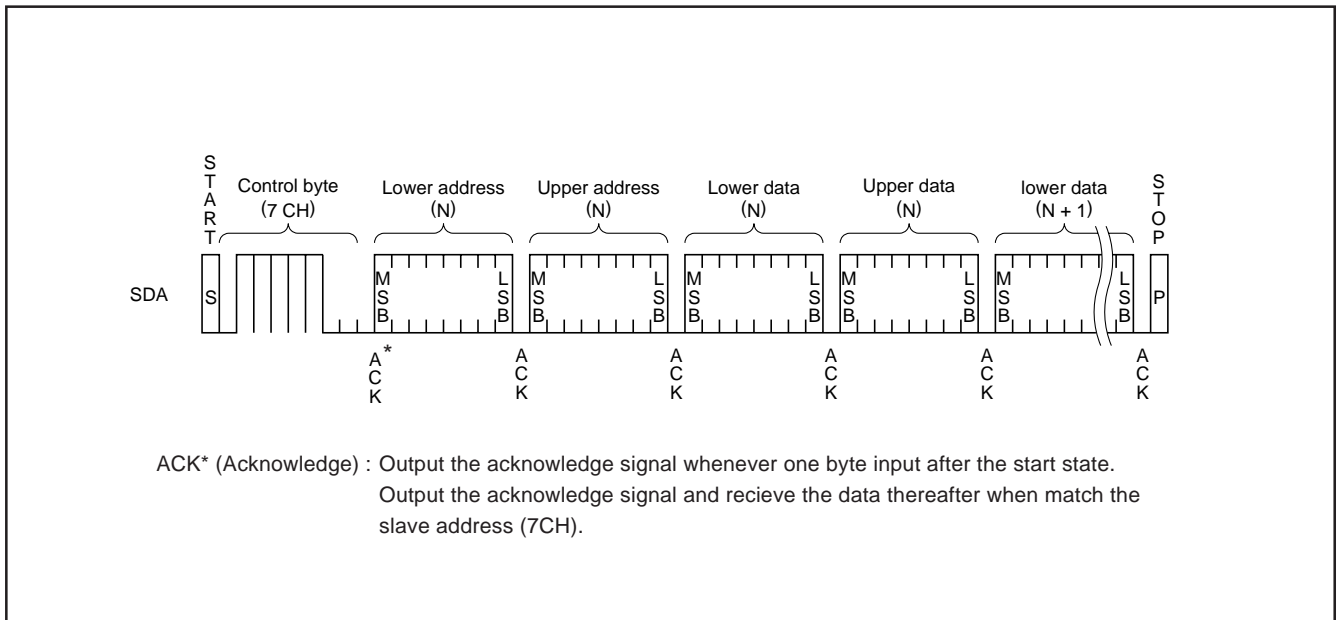 START
Control byte
(7 CH)
Lower address
(N)
Upper address
(N)
Lower data
(N)
Upper data
(N)
lower data
(N + 1)
STOP
SDA
S
MSB
LSB
MSB
LSB
MSB
LSB
MSB
LSB
MSB
LSB
P
ACK*
ACK
ACK
ACK
ACK
ACK
ACK* (Acknowledge) : Output the acknowledge signal whenever one byte input after the start state.
Output the acknowledge signal and recieve the data thereafter when match the
slave address (7CH).